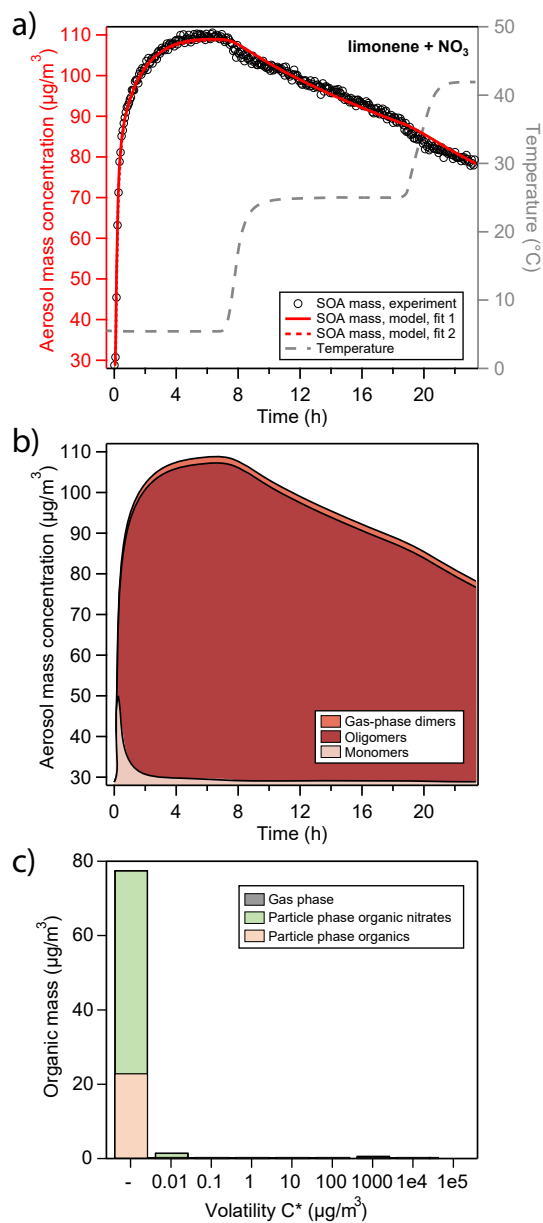 a)
limonene + NO₃
Aerosol mass concentration (µg/m³)
110
100
90
80
70
60
50
40
30
50
40
30
20
10
0
Temperature (°C)
SOA mass, experiment
SOA mass, model, fit 1
SOA mass, model, fit 2
Temperature
0 4 8 12 16 20
Time (h)
b)
Aerosol mass concentration (µg/m³)
110
100
90
80
70
60
50
40
30
Gas-phase dimers
Oligomers
Monomers
0 4 8 12 16 20
Time (h)
c)
Organic mass (µg/m³)
80
60
40
20
0
Gas phase
Particle phase organic nitrates
Particle phase organics
- 0.01 0.1 1 10 100 1000 1e4 1e5
Volatility C* (µg/m³)